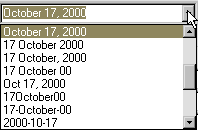 October 17, 2000
October 17, 2000
17 October 2000
17 October, 2000
17 October 00
Oct 17, 2000
17October00
17-October-00
2000-10-17